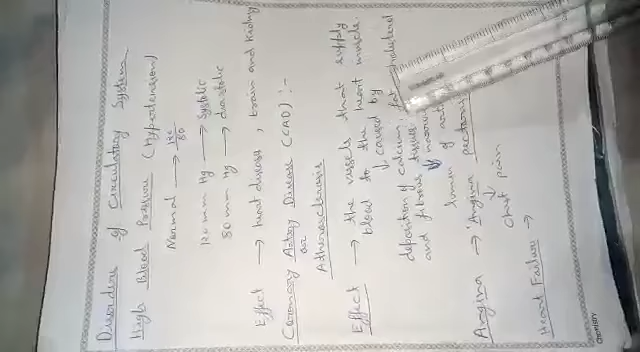 Disorders of Circulatory System
High Blood Pressure (Hypertension)
Normal → 120/80
120 mm Hg → Systolic
80 mm Hg → diastolic
Effect → heart disease, brain and kidney
Coronary Artery Disease (CAD) :-
or
Atherosclerosis
Effect → the vessels that supply
blood to the heart muscle
↓ caused by
deposition of calcium, fat, cholesterol
and fibrous tissues.
↓ narrow
lumen of
Angina → 'Angina pectoris'
↓
Chest pain
Heart Failure →
Chemistry